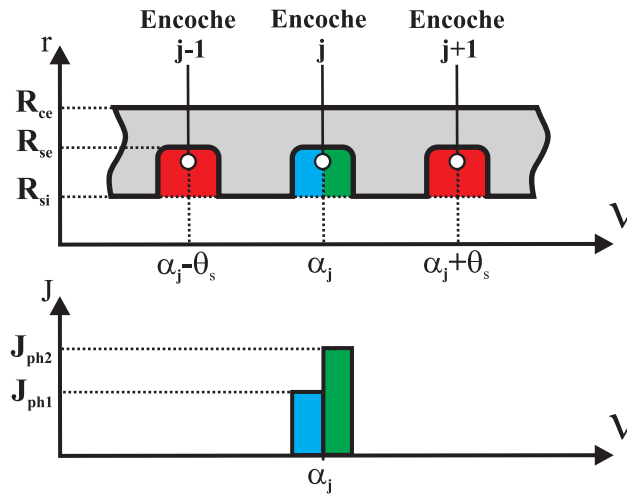 Encoche Encoche Encoche
j-1 j j+1
r
R_ce
R_se
R_si
ν
α_j-θ_s α_j α_j+θ_s
J
J_ph2
J_ph1
ν
α_j